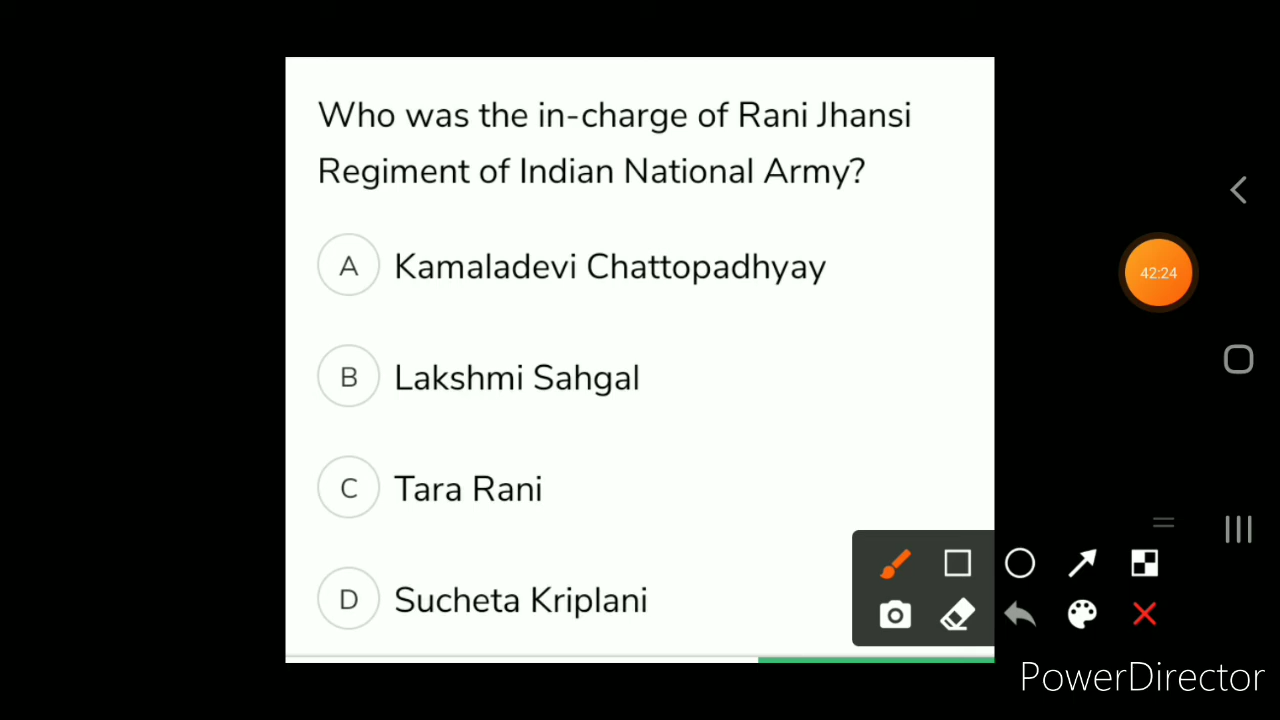 Who was the in-charge of Rani Jhansi
Regiment of Indian National Army?
A Kamaladevi Chattopadhyay
42:24
B Lakshmi Sahgal
C Tara Rani
D Sucheta Kriplani
PowerDirector